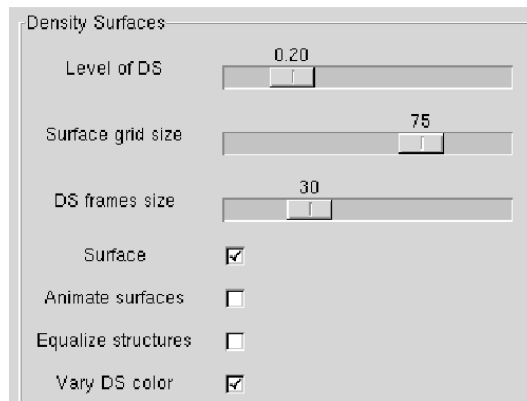 Density Surfaces
0.20
Level of DS
75
Surface grid size
30
DS frames size
Surface
Animate surfaces
Equalize structures
Vary DS color